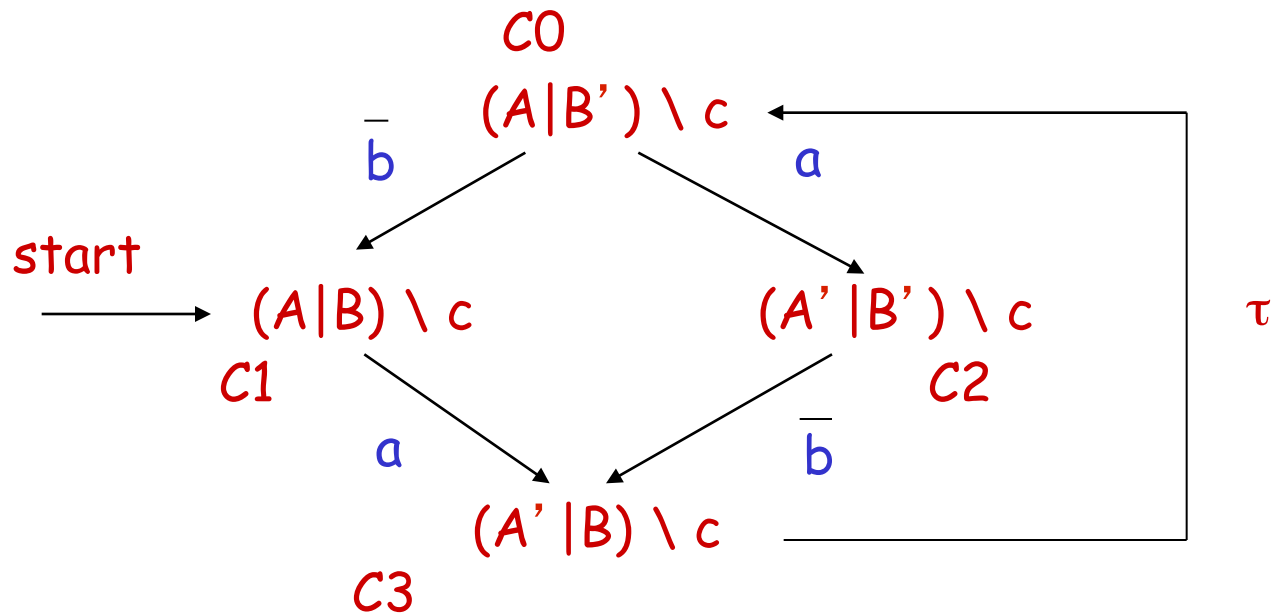 C0
(A|B’) \ c
b̅
a
start
(A|B) \ c
(A’|B’) \ c
τ
C1
C2
a
b̅
(A’|B) \ c
C3